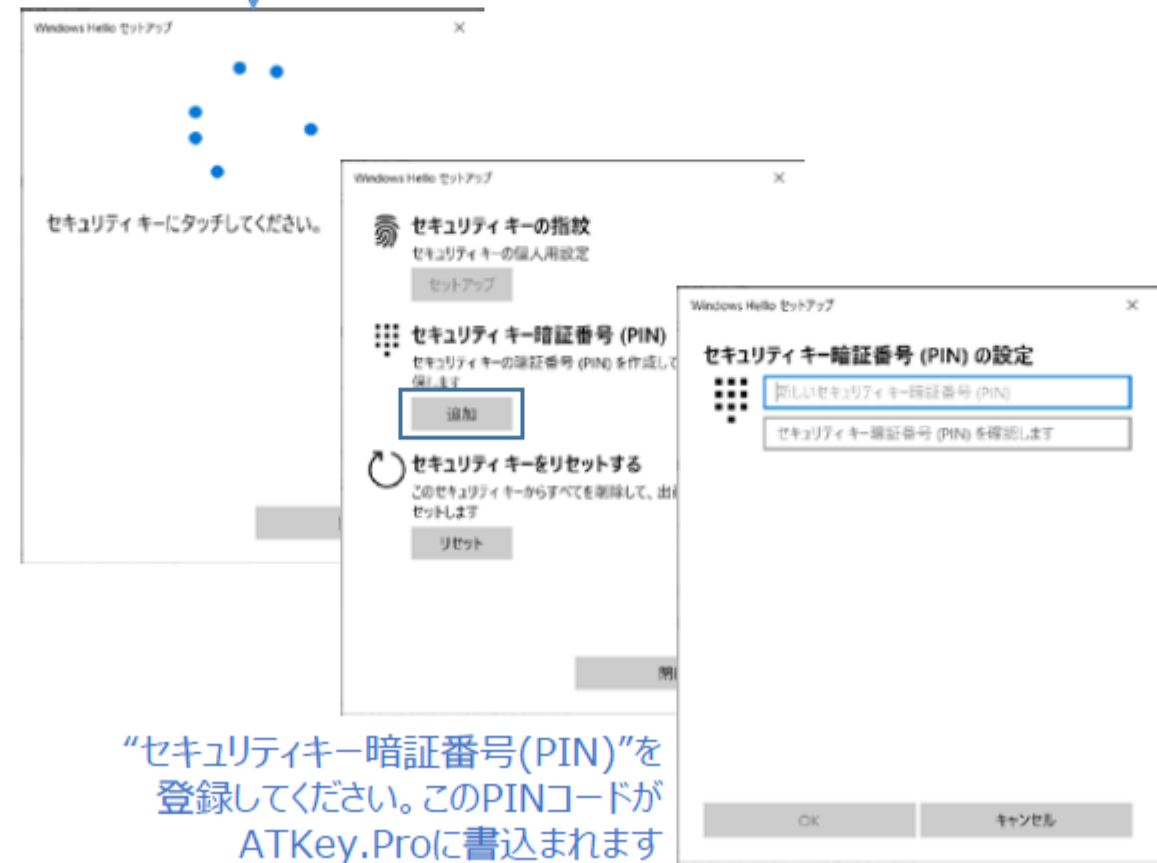 Windows Hello セットアップ
セキュリティ キーにタッチしてください。
Windows Hello セットアップ
セキュリティ キーの指紋
セキュリティ キーの個人用設定
セットアップ
セキュリティ キー暗証番号 (PIN)
セキュリティ キーの暗証番号 (PIN) を作成して
保します
追加
セキュリティ キーをリセットする
このセキュリティ キーからすべてを削除して、出
セットします
リセット
閉
Windows Hello セットアップ
セキュリティ キー暗証番号 (PIN) の設定
新しいセキュリティ キー暗証番号 (PIN)
セキュリティ キー暗証番号 (PIN) を確認します
OK
キャンセル
“セキュリティキー暗証番号(PIN)”を
登録してください。このPINコードが
ATKey.Proに書込まれます